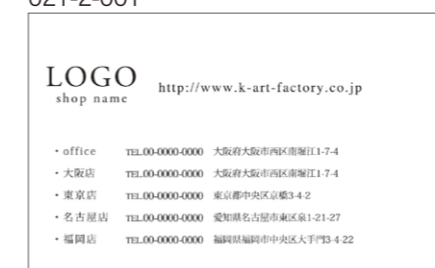 021-2-001
LOGO
shop name
http://www.k-art-factory.co.jp
・office TEL.00-0000-0000 大阪府大阪市西区南堀江1-7-4
・大阪店 TEL.00-0000-0000 大阪府大阪市西区南堀江1-7-4
・東京店 TEL.00-0000-0000 東京都中央区京橋3-4-2
・名古屋店 TEL.00-0000-0000 愛知県名古屋市東区泉1-21-27
・福岡店 TEL.00-0000-0000 福岡県福岡市中央区大手門3-4-22